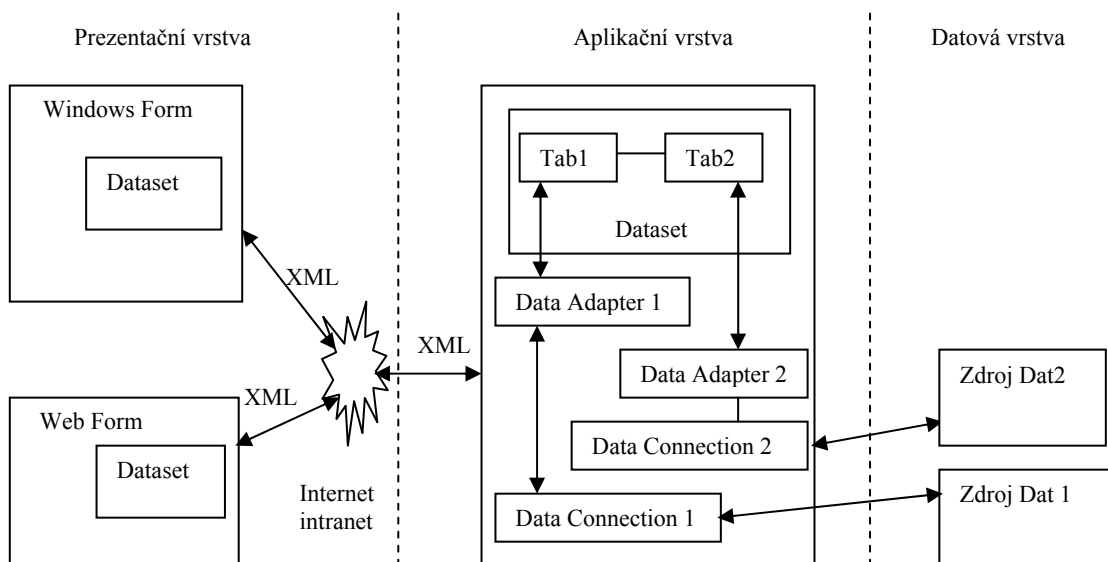 Prezentační vrstva
Aplikační vrstva
Datová vrstva
Windows Form
Dataset
XML
Web Form
Dataset
XML
Internet
intranet
XML
Tab1
Tab2
Dataset
Data Adapter 1
Data Adapter 2
Data Connection 2
Data Connection 1
Zdroj Dat2
Zdroj Dat 1